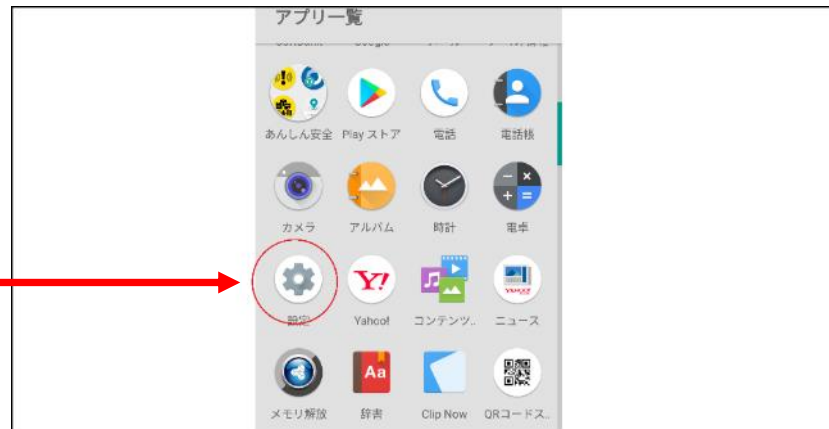 アプリ一覧
あんしん安全 Play ストア 電話 電話帳
カメラ アルバム 時計 電卓
設定 Yahoo! コンテンツ.. ニュース
Y!
Aa
メモリ解放 辞書 Clip Now QRコードス..